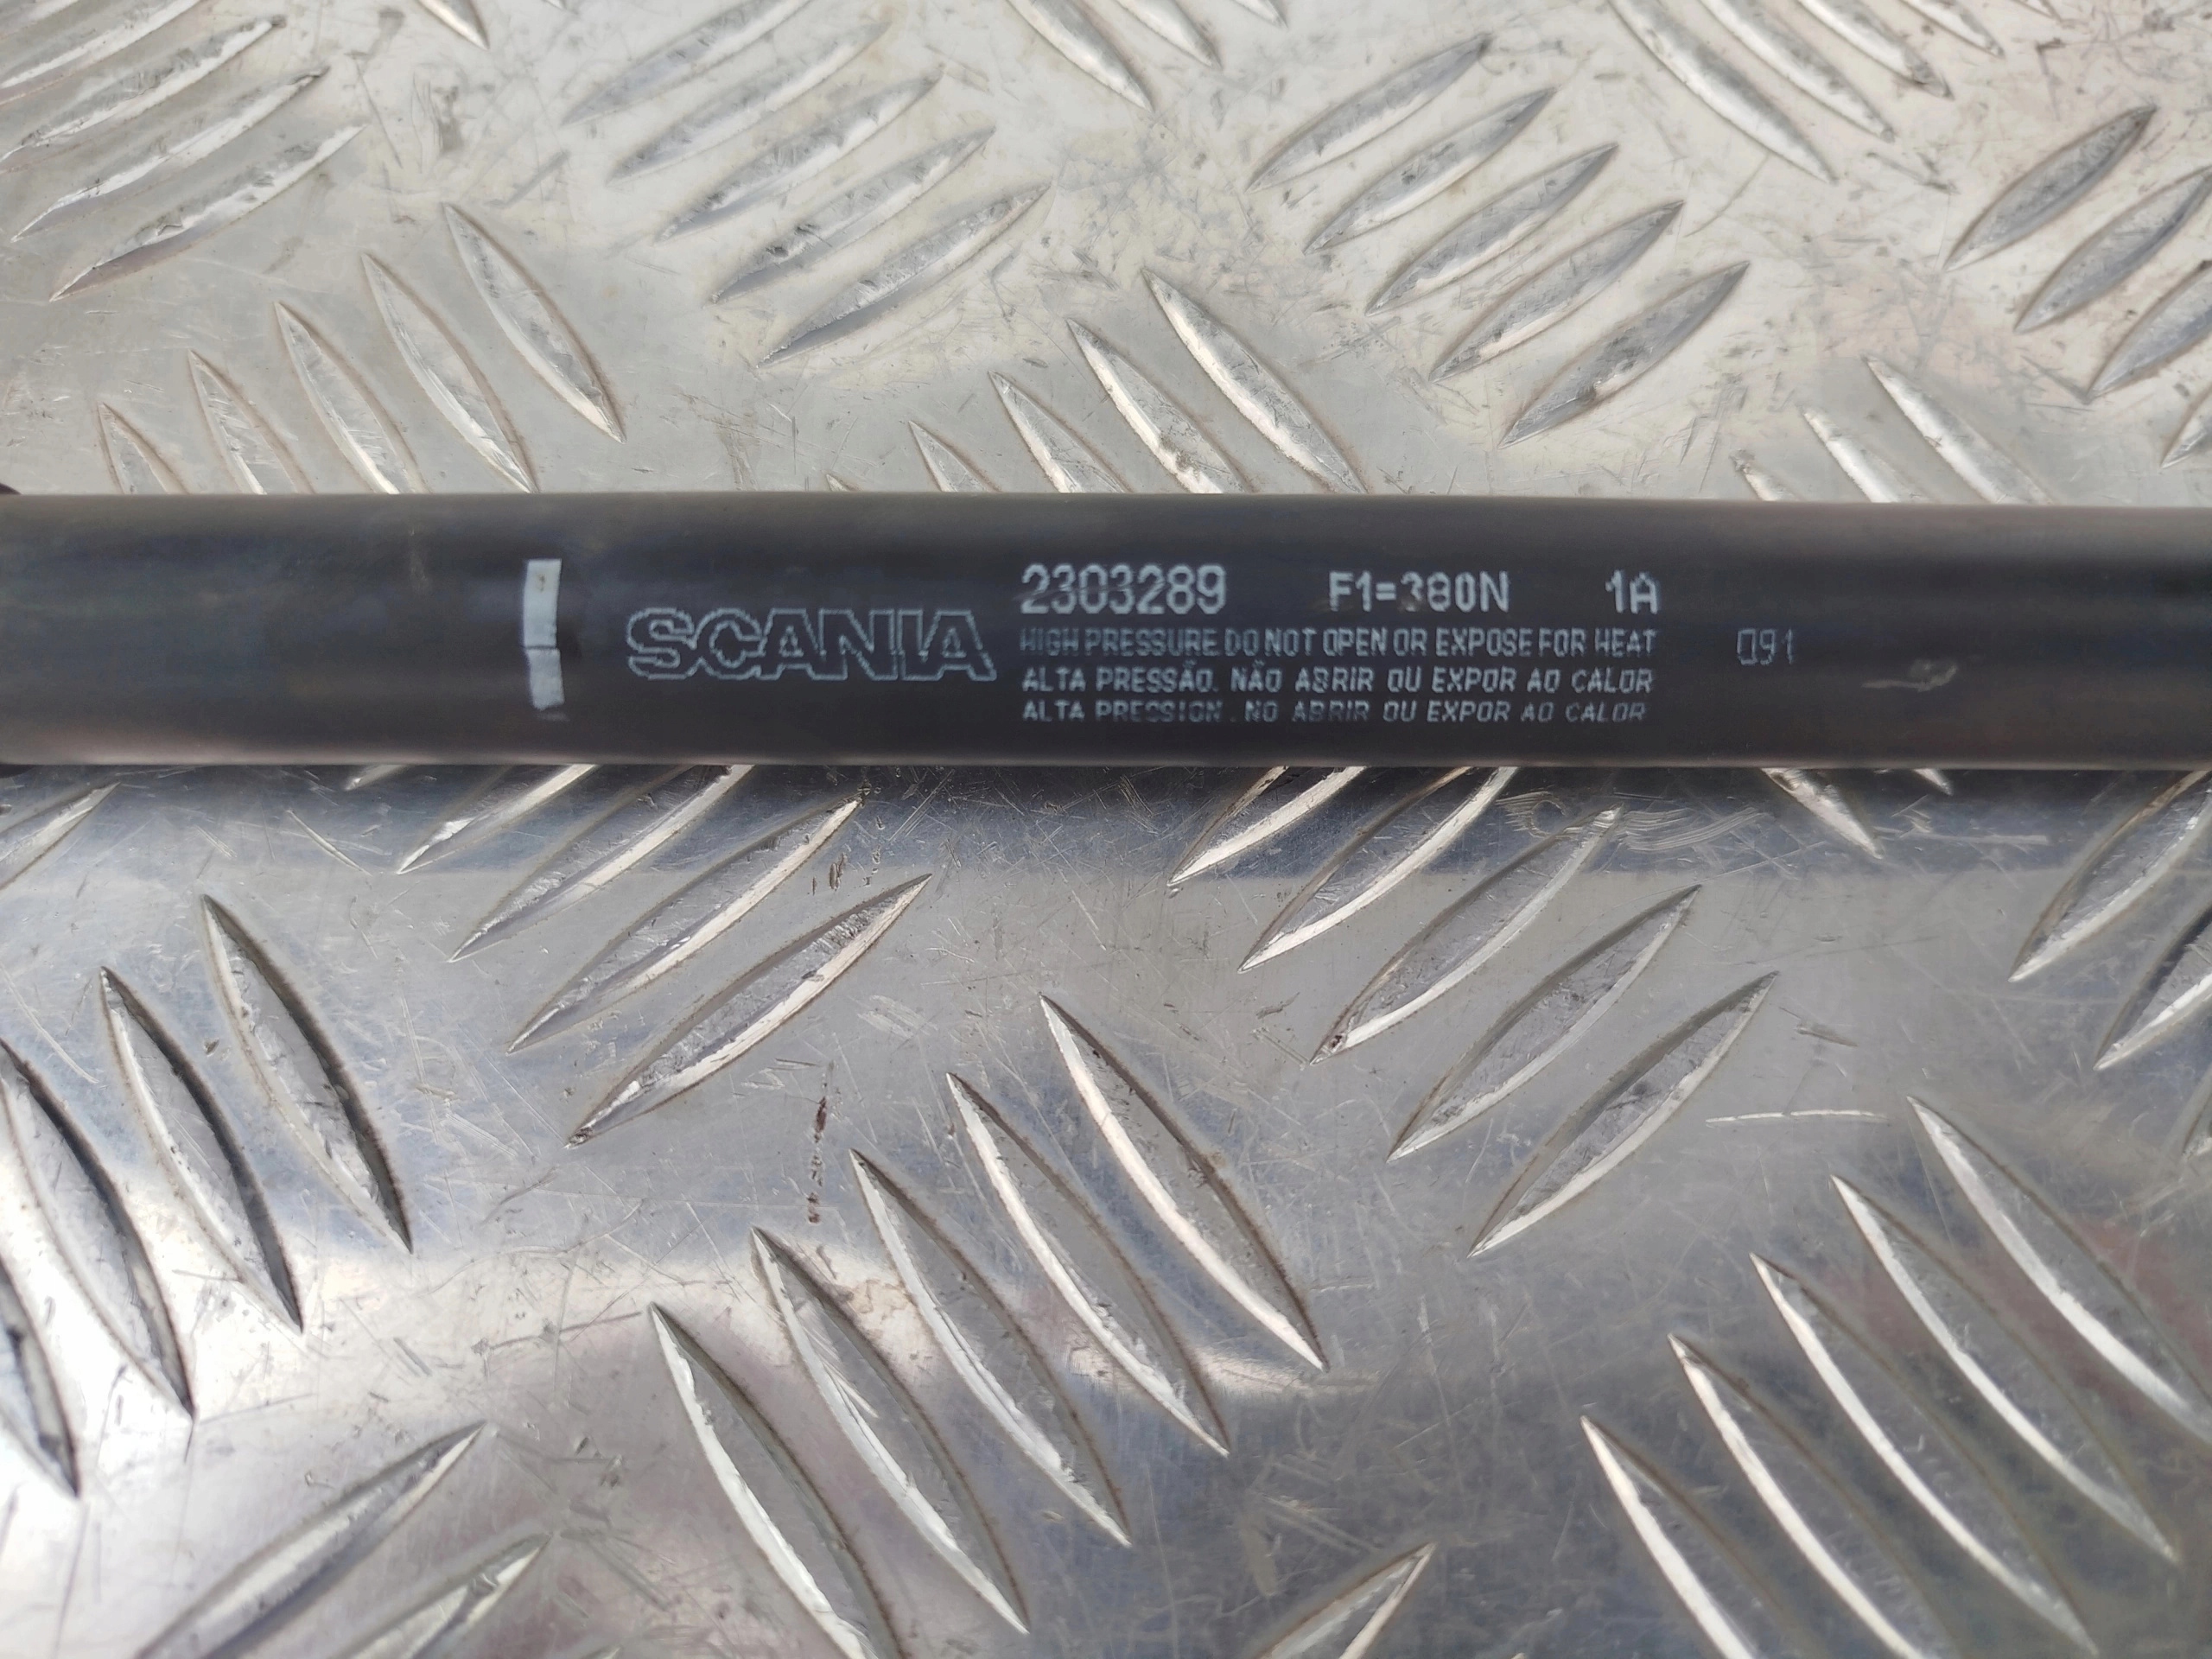 SCANIA
2303289 F1=380N 1A
HIGH PRESSURE DO NOT OPEN OR EXPOSE FOR HEAT
091
ALTA PRESSÃO. NÃO ABRIR OU EXPOR AO CALOR
ALTA PRESSION. NO ABRIR OU EXPOR AO CALOR